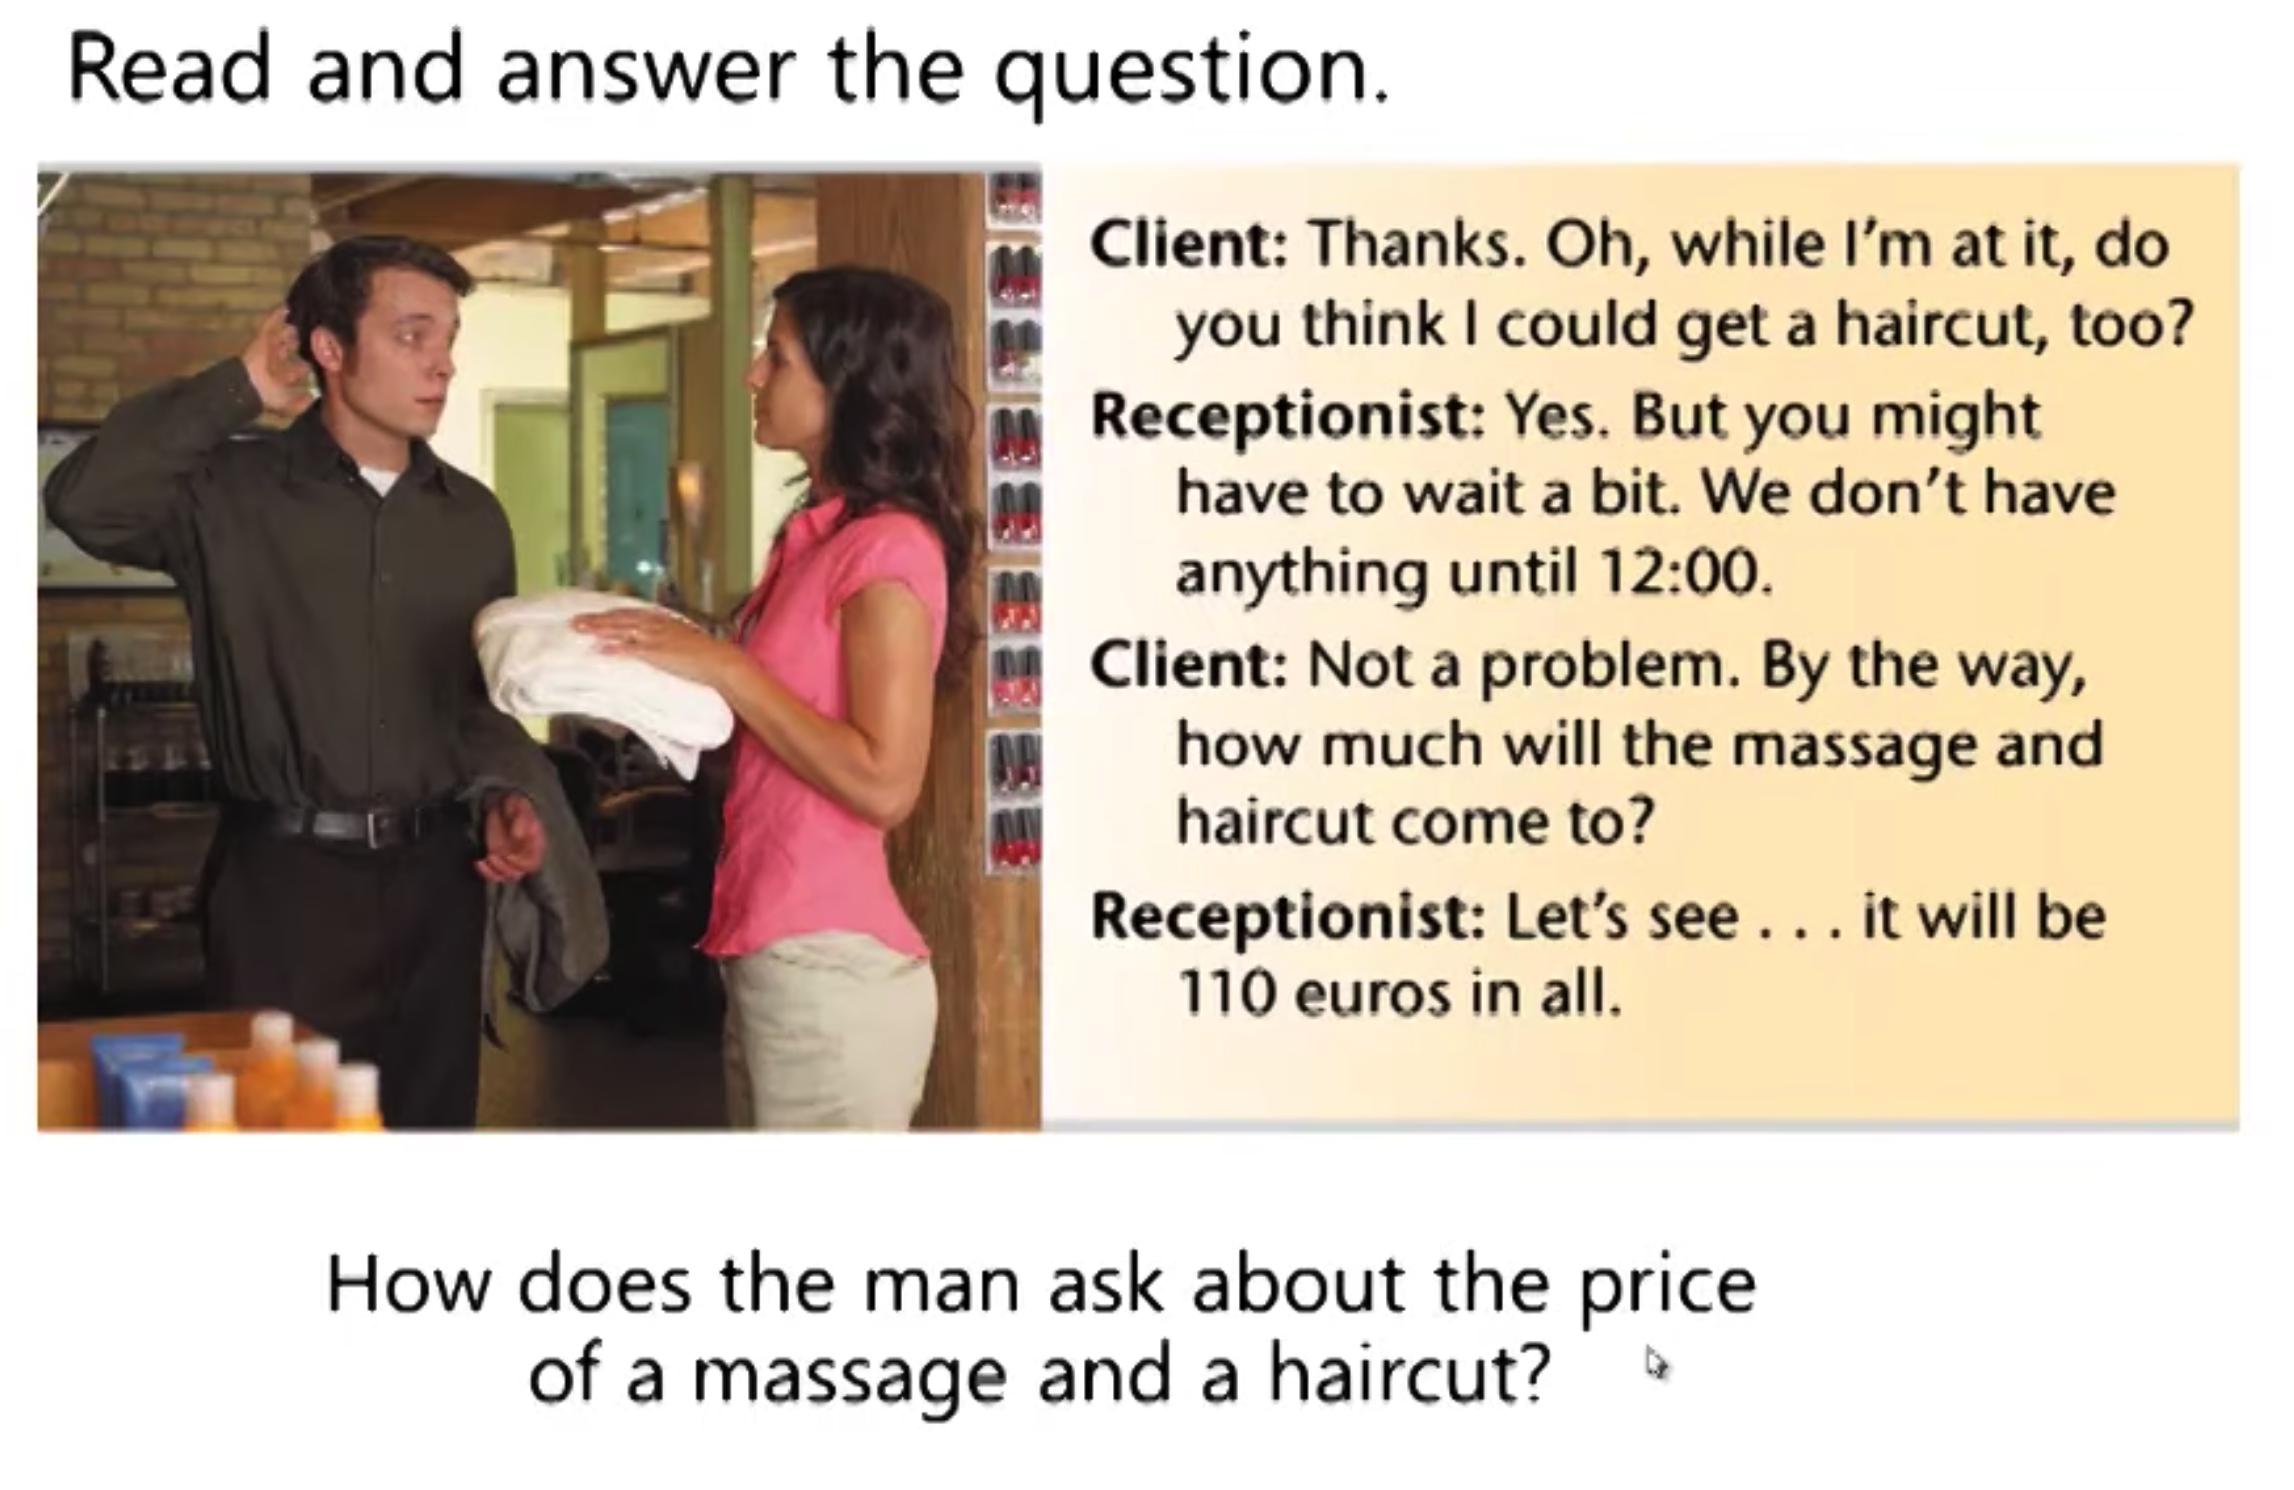 Read and answer the question.
Client: Thanks. Oh, while I’m at it, do
you think I could get a haircut, too?
Receptionist: Yes. But you might
have to wait a bit. We don’t have
anything until 12:00.
Client: Not a problem. By the way,
how much will the massage and
haircut come to?
Receptionist: Let’s see . . . it will be
110 euros in all.
How does the man ask about the price
of a massage and a haircut?